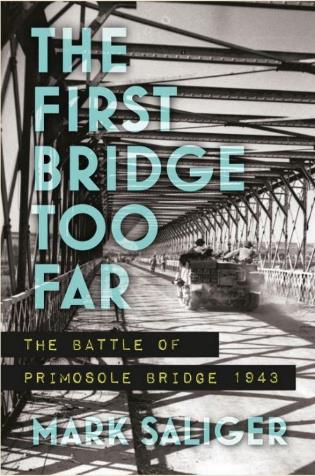 THE
FIRST
BRIDGE
TOO
FAR
THE BATTLE OF
PRIMOSOLE BRIDGE 1943
MARK SALIGER